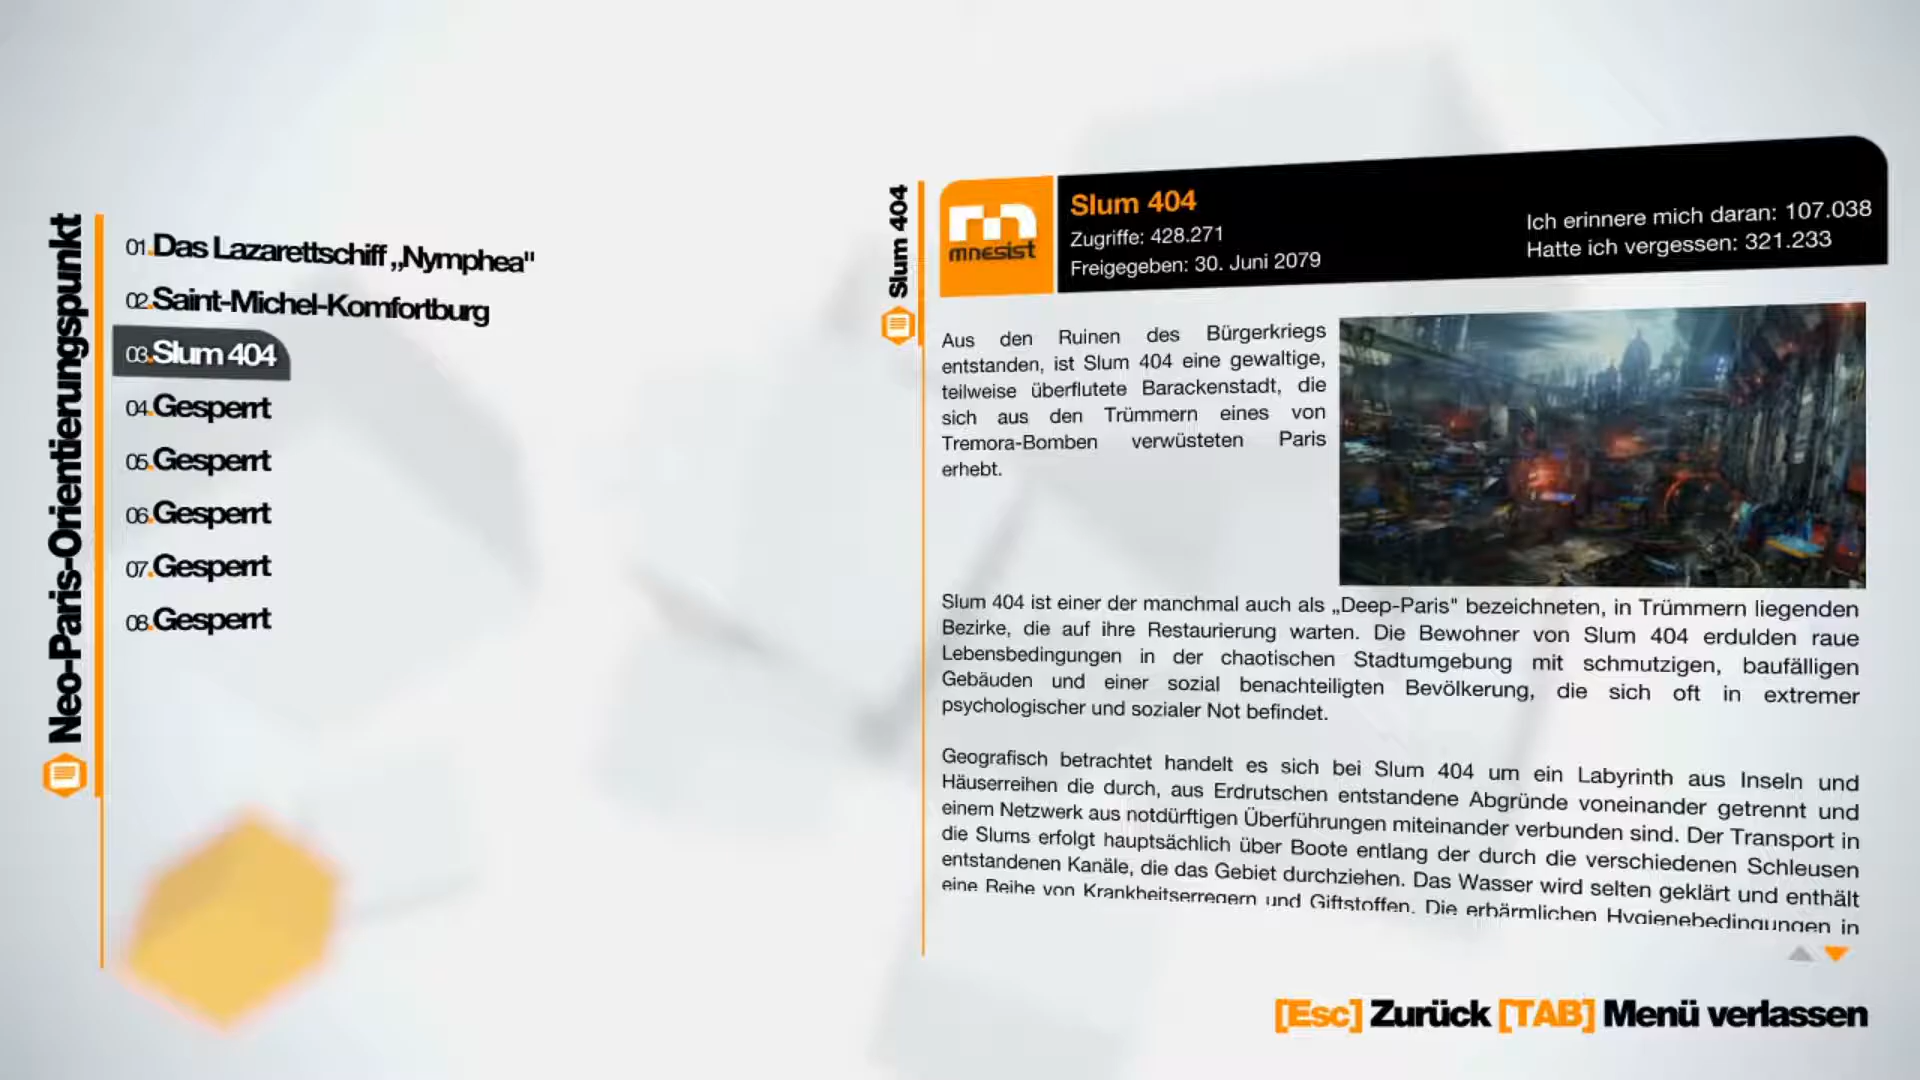 Neo-Paris-Orientierungspunkt
01.Das Lazarettschiff „Nymphea"
02.Saint-Michel-Komfortburg
03.Slum 404
04.Gesperrt
05.Gesperrt
06.Gesperrt
07.Gesperrt
08.Gesperrt
Slum 404
mnesist
Slum 404
Zugriffe: 428.271
Freigegeben: 30. Juni 2079
Ich erinnere mich daran: 107.038
Hatte ich vergessen: 321.233
Aus den Ruinen des Bürgerkriegs
entstanden, ist Slum 404 eine gewaltige,
teilweise überflutete Barackenstadt, die
sich aus den Trümmern eines von
Tremora-Bomben verwüsteten Paris
erhebt.
Slum 404 ist einer der manchmal auch als „Deep-Paris" bezeichneten, in Trümmern liegenden
Bezirke, die auf ihre Restaurierung warten. Die Bewohner von Slum 404 erdulden raue
Lebensbedingungen in der chaotischen Stadtumgebung mit schmutzigen, baufälligen
Gebäuden und einer sozial benachteiligten Bevölkerung, die sich oft in extremer
psychologischer und sozialer Not befindet.
Geografisch betrachtet handelt es sich bei Slum 404 um ein Labyrinth aus Inseln und
Häuserreihen die durch, aus Erdrutschen entstandene Abgründe voneinander getrennt und
einem Netzwerk aus notdürftigen Überführungen miteinander verbunden sind. Der Transport in
die Slums erfolgt hauptsächlich über Boote entlang der durch die verschiedenen Schleusen
entstandenen Kanäle, die das Gebiet durchziehen. Das Wasser wird selten geklärt und enthält
eine Reihe von Krankheitserregern und Giftstoffen. Die erbärmlichen Hygienebedingungen in
[Esc] Zurück [TAB] Menü verlassen